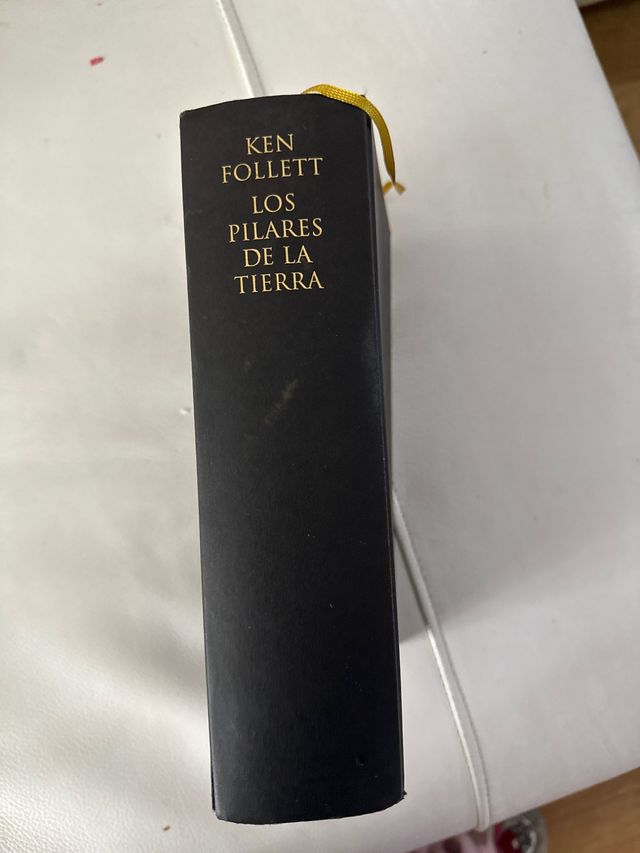 KEN
FOLLETT
LOS
PILARES
DE LA
TIERRA